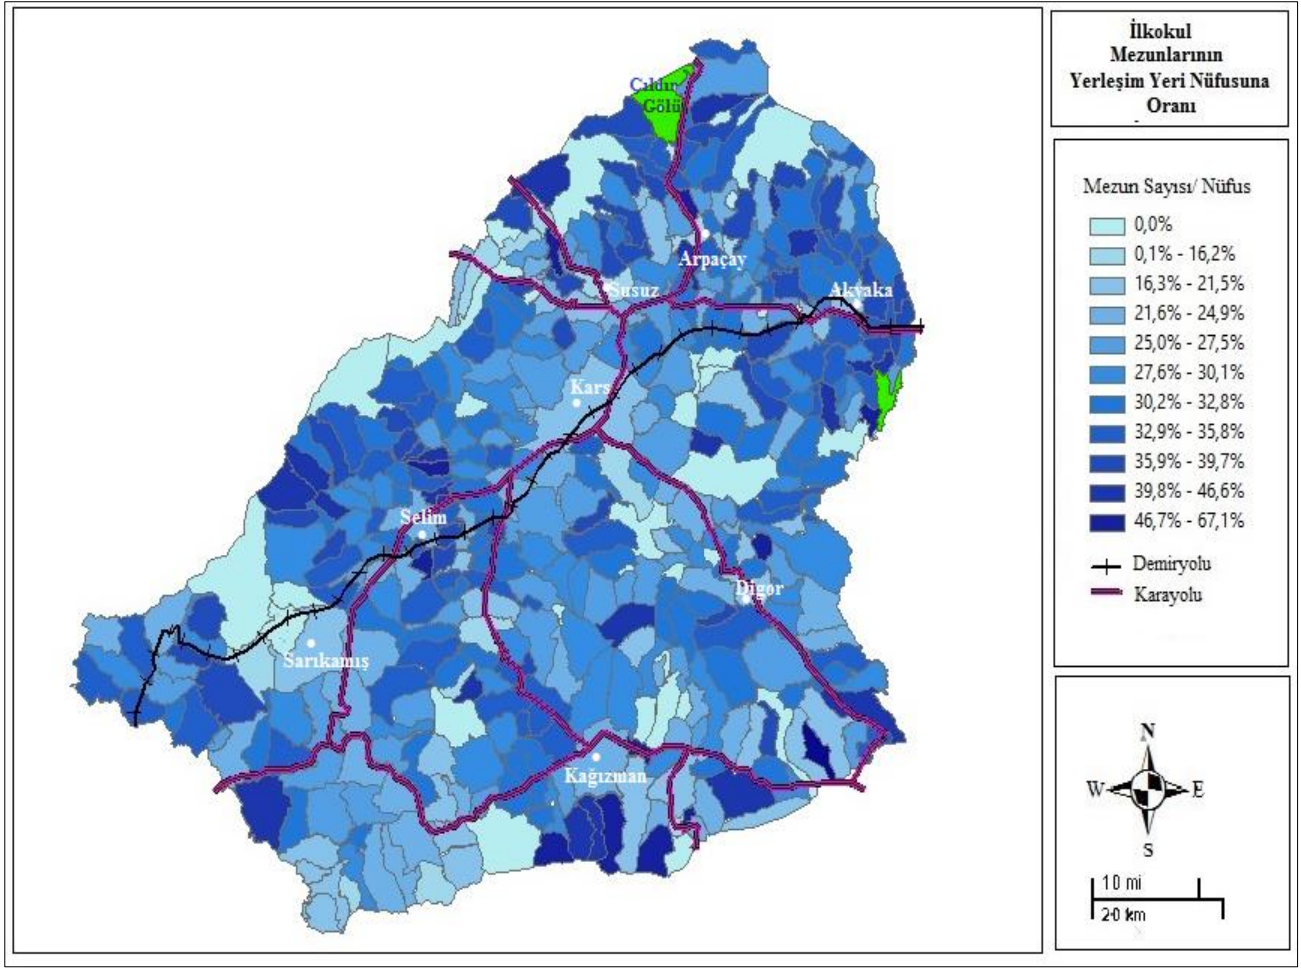 İlkokul
Mezunlarının
Yerleşim Yeri Nüfusuna
Oranı
Çıldır
Gölü
Arpaçay
Susuz
Akyaka
Kars
Selim
Digor
Sarıkamış
Kağızman
Mezun Sayısı/ Nüfus
0,0%
0,1% - 16,2%
16,3% - 21,5%
21,6% - 24,9%
25,0% - 27,5%
27,6% - 30,1%
30,2% - 32,8%
32,9% - 35,8%
35,9% - 39,7%
39,8% - 46,6%
46,7% - 67,1%
Demiryolu
Karayolu
N
W E
S
10 mi
20 km